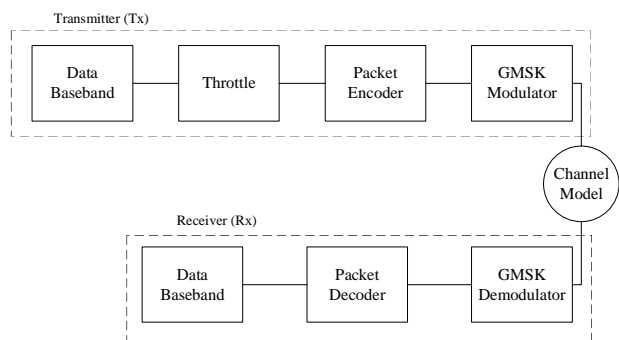 Transmitter (Tx)
Data
Baseband
Throttle
Packet
Encoder
GMSK
Modulator
Channel
Model
Receiver (Rx)
Data
Baseband
Packet
Decoder
GMSK
Demodulator